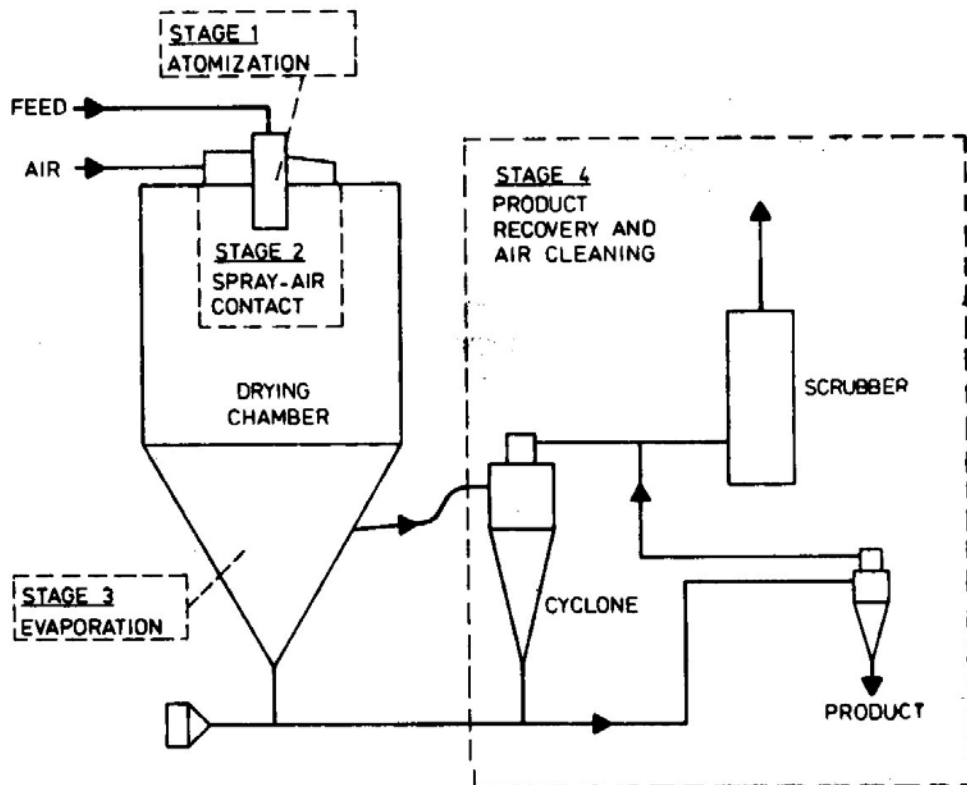 STAGE 1
ATOMIZATION
FEED
AIR
STAGE 2
SPRAY-AIR
CONTACT
DRYING
CHAMBER
STAGE 3
EVAPORATION
STAGE 4
PRODUCT
RECOVERY AND
AIR CLEANING
SCRUBBER
CYCLONE
PRODUCT